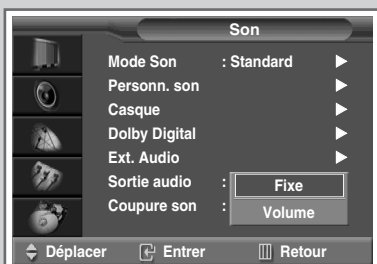 Son
Mode Son : Standard
Personn. son
Casque
Dolby Digital
Ext. Audio
Sortie audio : Fixe
Coupure son : Volume
Déplacer Entrer Retour